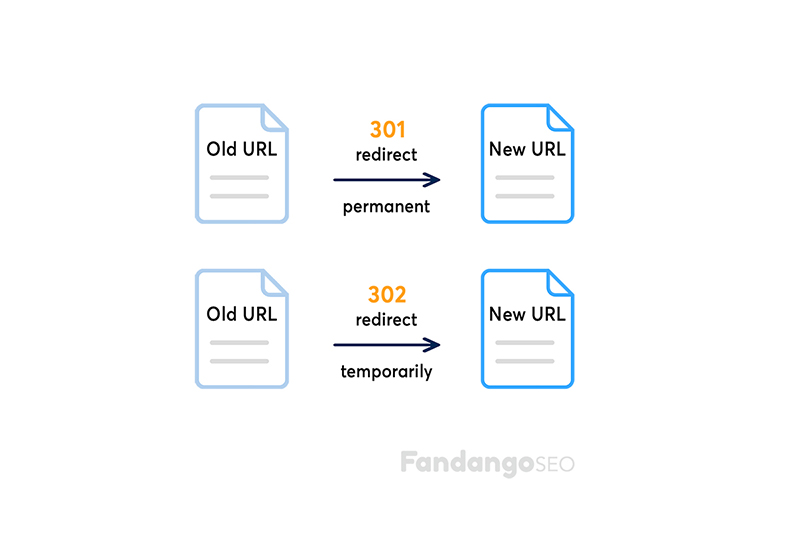 Old URL
301
redirect
permanent
New URL
Old URL
302
redirect
temporarily
New URL
FandangoSEO